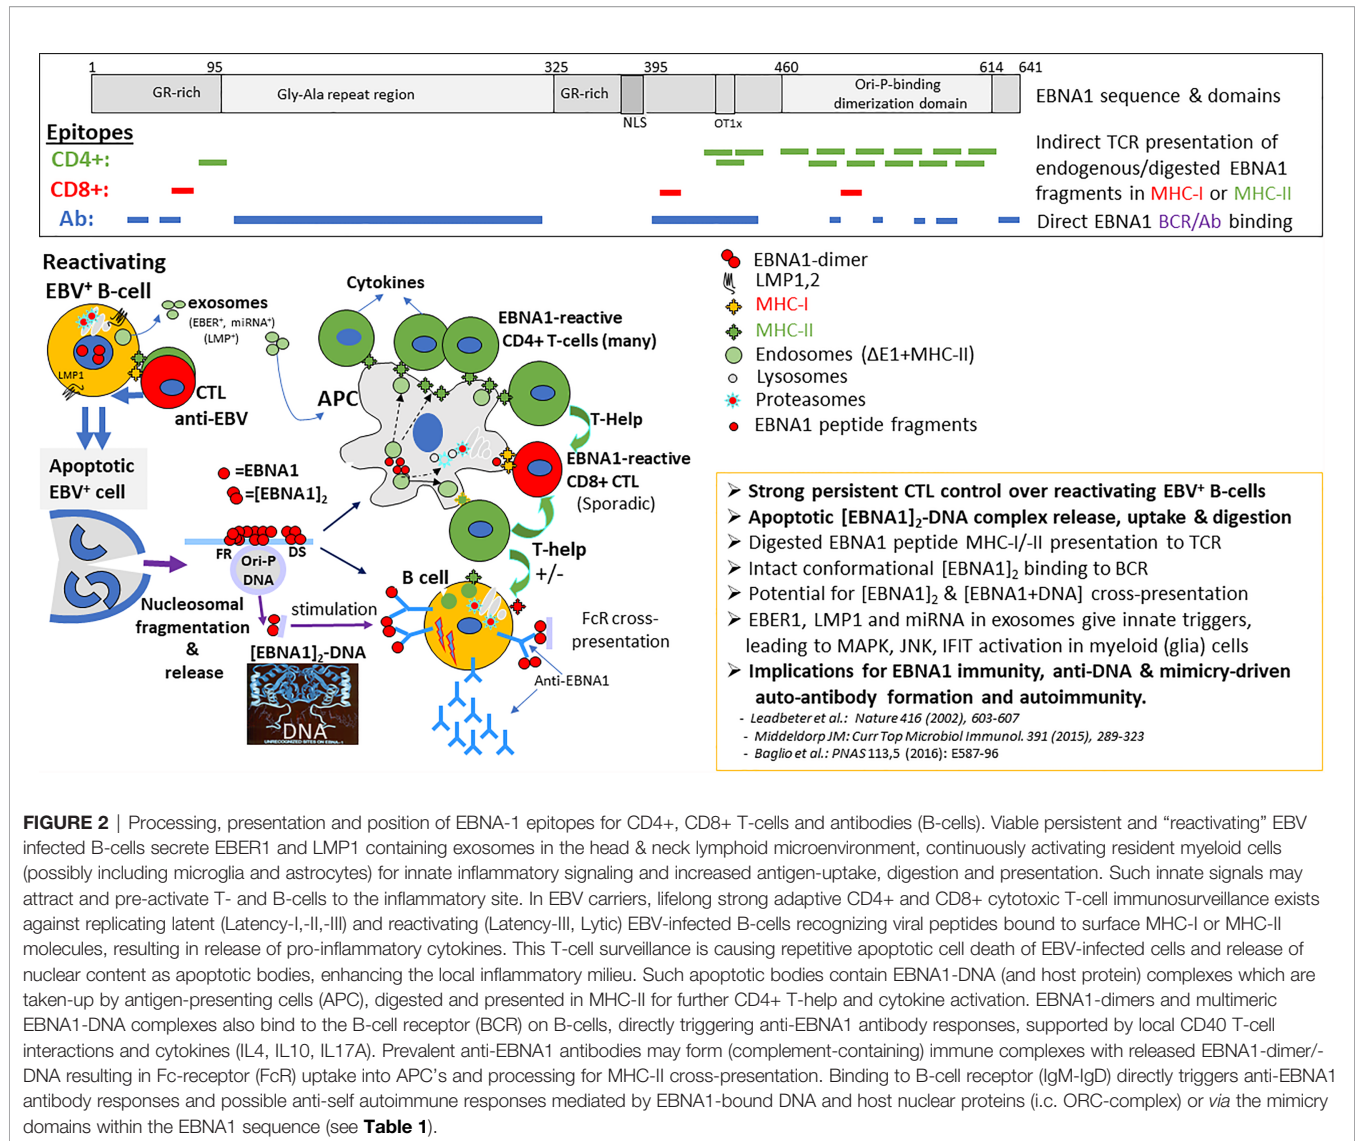 1 95 325 395 460 614 641
GR-rich Gly-Ala repeat region GR-rich Ori-P-binding dimerization domain
EBNA1 sequence & domains
NLS OT1x
Epitopes
CD4+:
CD8+:
Ab:
Indirect TCR presentation of
endogenous/digested EBNA1
fragments in MHC-I or MHC-II
Direct EBNA1 BCR/Ab binding
Reactivating
EBV⁺ B-cell
exosomes
(EBER⁺, miRNA⁺)
(LMP⁺)
LMP1
CTL
anti-EBV
Apoptotic
EBV⁺ cell
Cytokines
EBNA1-reactive
CD4+ T-cells (many)
APC
T-Help
EBNA1-reactive
CD8+ CTL
(Sporadic)
=EBNA1
=[EBNA1]₂
FR DS
Ori-P
DNA
Nucleosomal
fragmentation
&
release
stimulation
[EBNA1]₂-DNA
DNA
UNRECOGNIZED SITES ON EBNA-1
B cell
T-help
+/-
FcR cross-
presentation
Anti-EBNA1
EBNA1-dimer
LMP1,2
MHC-I
MHC-II
Endosomes (ΔE1+MHC-II)
Lysosomes
Proteasomes
EBNA1 peptide fragments
➢ Strong persistent CTL control over reactivating EBV⁺ B-cells
➢ Apoptotic [EBNA1]₂-DNA complex release, uptake & digestion
➢ Digested EBNA1 peptide MHC-I/-II presentation to TCR
➢ Intact conformational [EBNA1]₂ binding to BCR
➢ Potential for [EBNA1]₂ & [EBNA1+DNA] cross-presentation
➢ EBER1, LMP1 and miRNA in exosomes give innate triggers,
leading to MAPK, JNK, IFIT activation in myeloid (glia) cells
➢ Implications for EBNA1 immunity, anti-DNA & mimicry-driven
auto-antibody formation and autoimmunity.
- Leadbeter et al.: Nature 416 (2002), 603-607
- Middeldorp JM: Curr Top Microbiol Immunol. 391 (2015), 289-323
- Baglio et al.: PNAS 113,5 (2016): E587-96
FIGURE 2 | Processing, presentation and position of EBNA-1 epitopes for CD4+, CD8+ T-cells and antibodies (B-cells). Viable persistent and “reactivating” EBV
infected B-cells secrete EBER1 and LMP1 containing exosomes in the head & neck lymphoid microenvironment, continuously activating resident myeloid cells
(possibly including microglia and astrocytes) for innate inflammatory signaling and increased antigen-uptake, digestion and presentation. Such innate signals may
attract and pre-activate T- and B-cells to the inflammatory site. In EBV carriers, lifelong strong adaptive CD4+ and CD8+ cytotoxic T-cell immunosurveillance exists
against replicating latent (Latency-I,-II,-III) and reactivating (Latency-III, Lytic) EBV-infected B-cells recognizing viral peptides bound to surface MHC-I or MHC-II
molecules, resulting in release of pro-inflammatory cytokines. This T-cell surveillance is causing repetitive apoptotic cell death of EBV-infected cells and release of
nuclear content as apoptotic bodies, enhancing the local inflammatory milieu. Such apoptotic bodies contain EBNA1-DNA (and host protein) complexes which are
taken-up by antigen-presenting cells (APC), digested and presented in MHC-II for further CD4+ T-help and cytokine activation. EBNA1-dimers and multimeric
EBNA1-DNA complexes also bind to the B-cell receptor (BCR) on B-cells, directly triggering anti-EBNA1 antibody responses, supported by local CD40 T-cell
interactions and cytokines (IL4, IL10, IL17A). Prevalent anti-EBNA1 antibodies may form (complement-containing) immune complexes with released EBNA1-dimer/-
DNA resulting in Fc-receptor (FcR) uptake into APC’s and processing for MHC-II cross-presentation. Binding to B-cell receptor (IgM-IgD) directly triggers anti-EBNA1
antibody responses and possible anti-self autoimmune responses mediated by EBNA1-bound DNA and host nuclear proteins (i.c. ORC-complex) or via the mimicry
domains within the EBNA1 sequence (see Table 1).